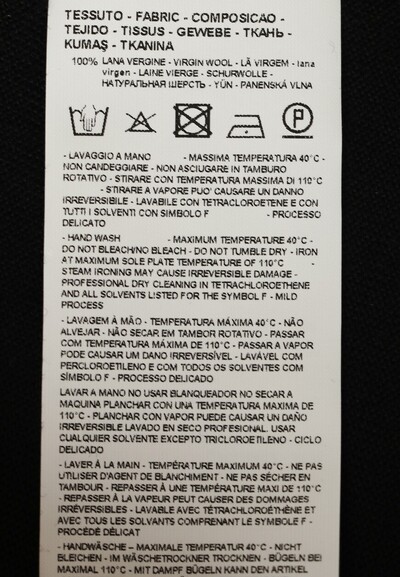 TESSUTO - FABRIC - COMPOSICAO -
TEJIDO - TISSUS - GEWEBE - ТКАНЬ -
KUMAŞ - TKANINA
100% LANA VERGINE - VIRGIN WOOL - LÃ VIRGEM - lana
virgen - LAINE VIERGE - SCHURWOLLE -
НАТУРАЛЬНАЯ ШЕРСТЬ - YÜN - PANENSKÁ VLNA
P
- LAVAGGIO A MANO - MASSIMA TEMPERATURA 40°C -
NON CANDEGGIARE - NON ASCIUGARE IN TAMBURO
ROTATIVO - STIRARE CON TEMPERATURA MASSIMA DI 110°C
- STIRARE A VAPORE PUO' CAUSARE UN DANNO
IRREVERSIBILE - LAVABILE CON TETRACLOROETENE E CON
TUTTI I SOLVENTI CON SIMBOLO F - PROCESSO
DELICATO
- HAND WASH - MAXIMUM TEMPERATURE 40°C -
DO NOT BLEACH/NO BLEACH - DO NOT TUMBLE DRY - IRON
AT MAXIMUM SOLE PLATE TEMPERATURE OF 110°C -
STEAM IRONING MAY CAUSE IRREVERSIBLE DAMAGE -
PROFESSIONAL DRY CLEANING IN TETRACHLOROETHENE
AND ALL SOLVENTS LISTED FOR THE SYMBOL F - MILD
PROCESS
- LAVAGEM À MÃO - TEMPERATURA MÁXIMA 40°C - NÃO
ALVEJAR - NÃO SECAR EM TAMBOR ROTATIVO - PASSAR
COM TEMPERATURA MÁXIMA DE 110°C - PASSAR A VAPOR
PODE CAUSAR UM DANO IRREVERSÍVEL - LAVÁVEL COM
PERCLOROETILENO E COM TODOS OS SOLVENTES COM
SÍMBOLO F - PROCESSO DELICADO
LAVAR A MANO NO USAR BLANQUEADOR NO SECAR A
MAQUINA PLANCHAR CON UNA TEMPERATURA MAXIMA DE
110°C - PLANCHAR CON VAPOR PUEDE CAUSAR UN DAÑO
IRREVERSIBLE LAVADO EN SECO PROFESIONAL. USAR
CUALQUIER SOLVENTE EXCEPTO TRICLOROETILENO - CICLO
DELICADO
- LAVER À LA MAIN - TEMPÉRATURE MAXIMUM 40°C - NE PAS
UTILISER D'AGENT DE BLANCHIMENT - NE PAS SÉCHER EN
TAMBOUR - REPASSER À UNE TEMPÉRATURE MAXI DE 110°C
- REPASSER À LA VAPEUR PEUT CAUSER DES DOMMAGES
IRRÉVERSIBLES - LAVABLE AVEC TÉTRACHLOROÉTHÈNE ET
AVEC TOUS LES SOLVANTS COMPRENANT LE SYMBOLE F -
PROCÉDÉ DÉLICAT
- HANDWÄSCHE - MAXIMALE TEMPERATUR 40°C - NICHT
BLEICHEN - IM WÄSCHETROCKNER TROCKNEN - BÜGELN BEI
MAXIMAL 110°C - MIT DAMPF BÜGELN KANN DEN ARTIKEL